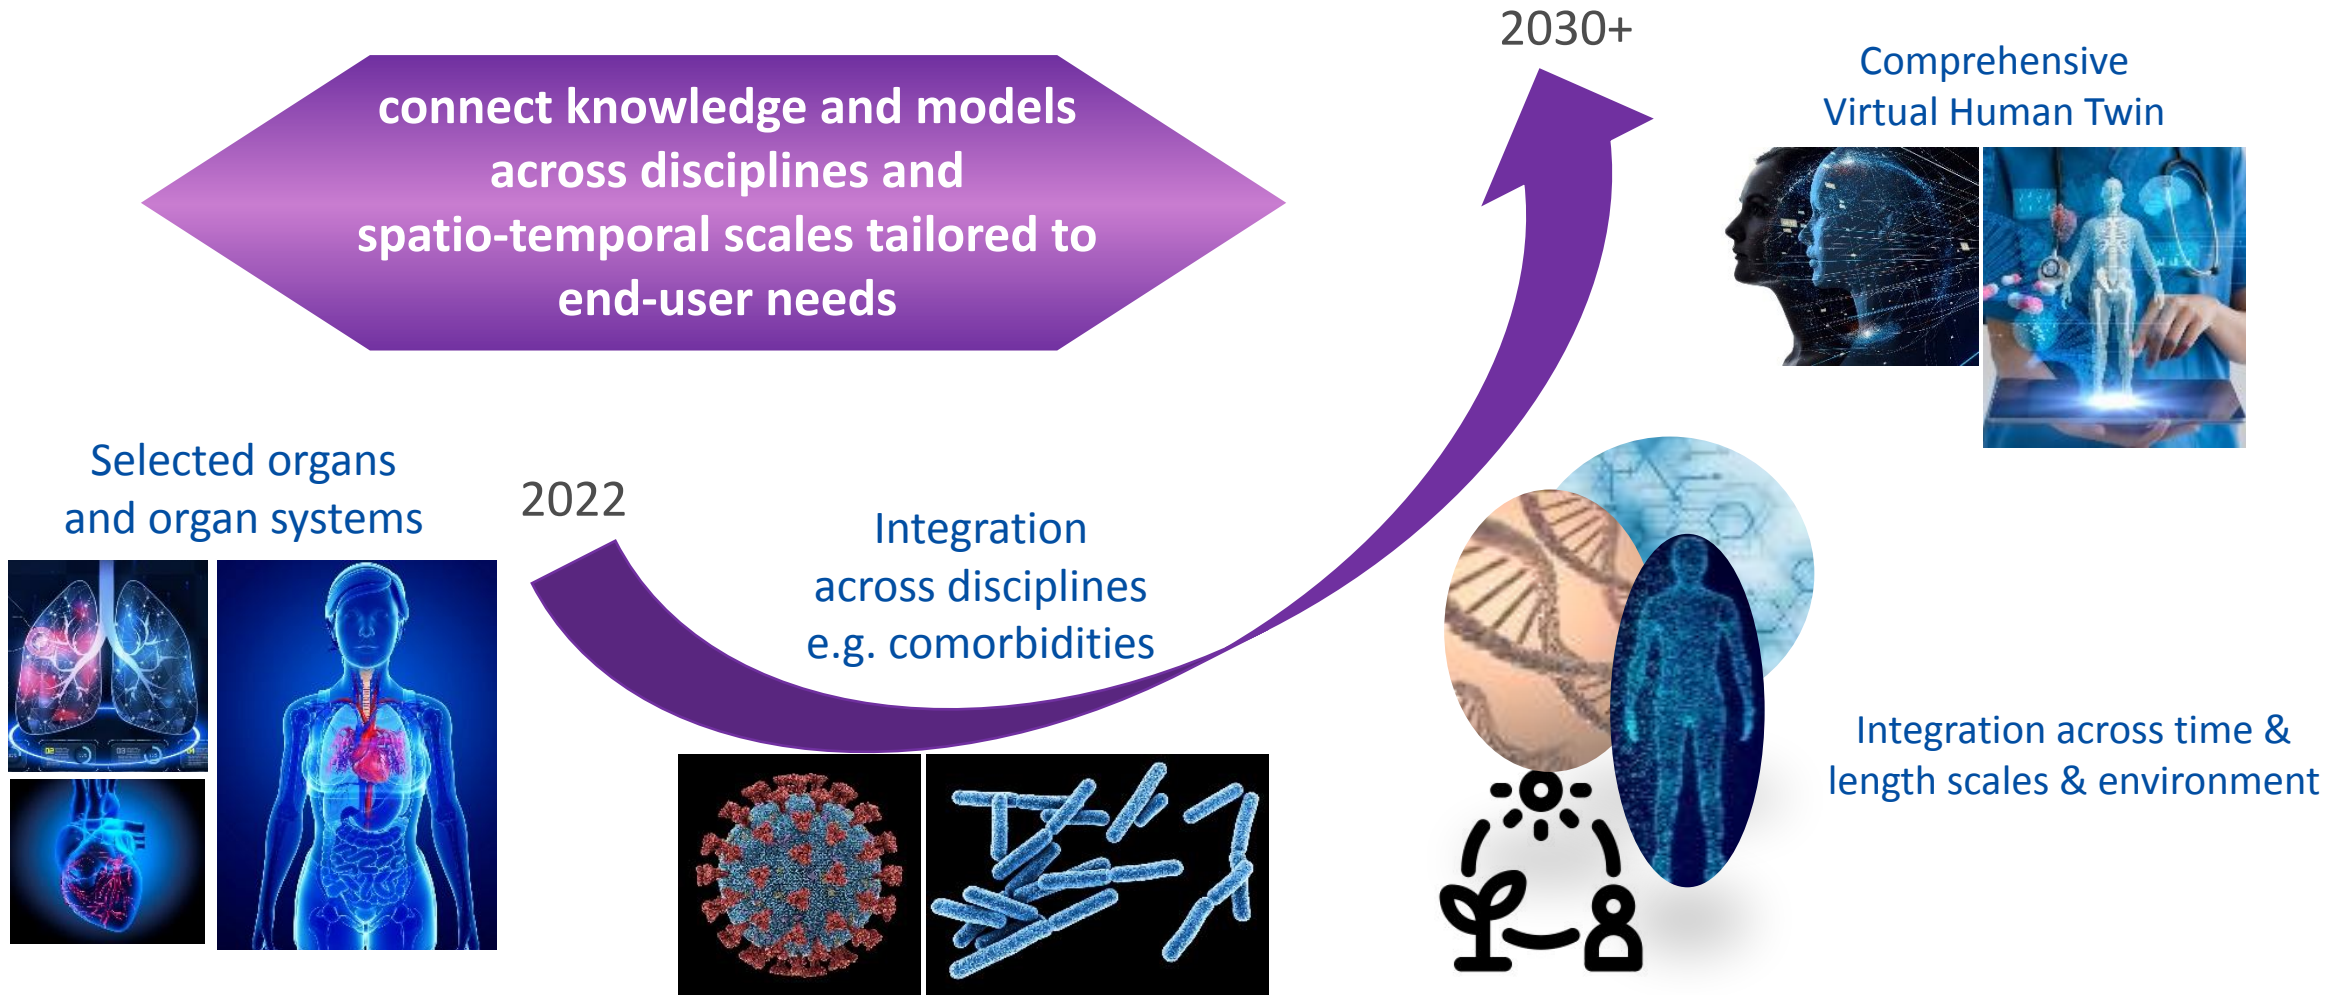 2030+
Comprehensive
Virtual Human Twin
connect knowledge and models
across disciplines and
spatio-temporal scales tailored to
end-user needs
Selected organs
and organ systems
2022
Integration
across disciplines
e.g. comorbidities
Integration across time &
length scales & environment